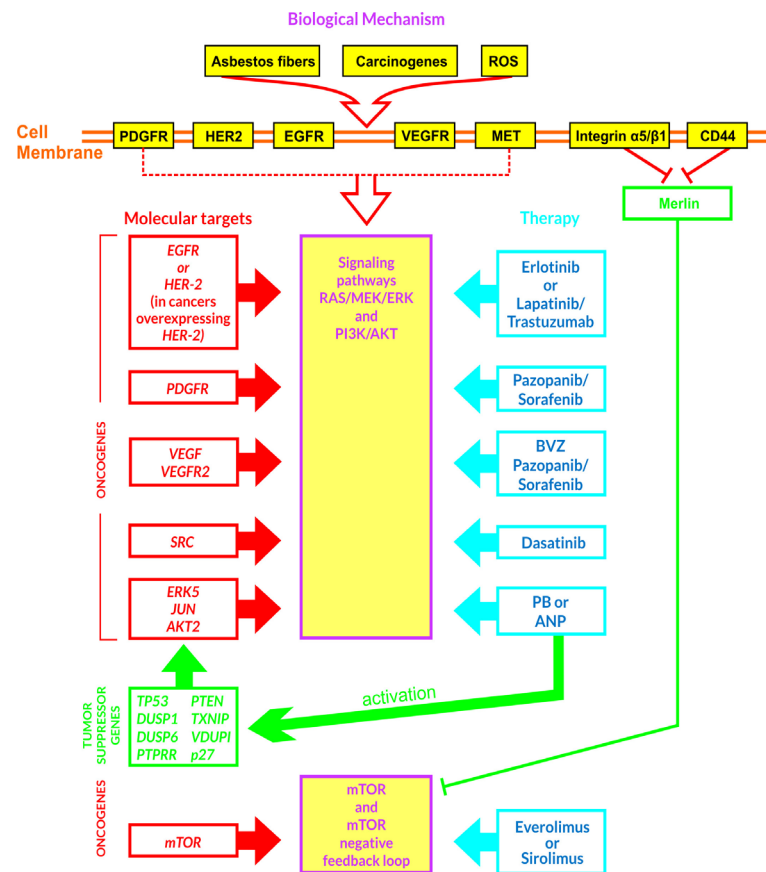 Biological Mechanism
Asbestos fibers
Carcinogenes
ROS
Cell
Membrane
PDGFR
HER2
EGFR
VEGFR
MET
Integrin α5/β1
CD44
Merlin
Molecular targets
Therapy
ONCOGENES
EGFR
or
HER-2
(in cancers
overexpressing
HER-2)
Signaling
pathways
RAS/MEK/ERK
and
PI3K/AKT
Erlotinib
or
Lapatinib/
Trastuzumab
PDGFR
Pazopanib/
Sorafenib
VEGF
VEGFR2
BVZ
Pazopanib/
Sorafenib
SRC
Dasatinib
ERK5
JUN
AKT2
PB or
ANP
activation
TUMOR
SUPPRESSOR
GENES
TP53 PTEN
DUSP1 TXNIP
DUSP6 VDUPI
PTPRR p27
ONCOGENES
mTOR
mTOR
and
mTOR
negative
feedback loop
Everolimus
or
Sirolimus